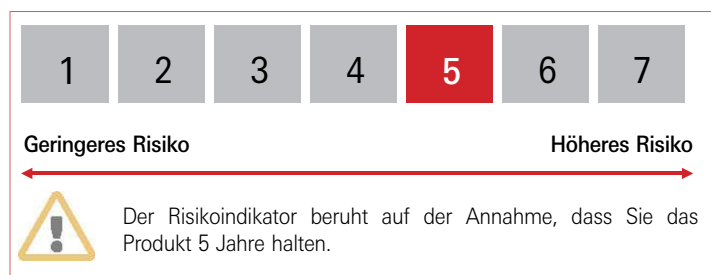 1 2 3 4 5 6 7
Geringeres Risiko Höheres Risiko
Der Risikoindikator beruht auf der Annahme, dass Sie das
Produkt 5 Jahre halten.